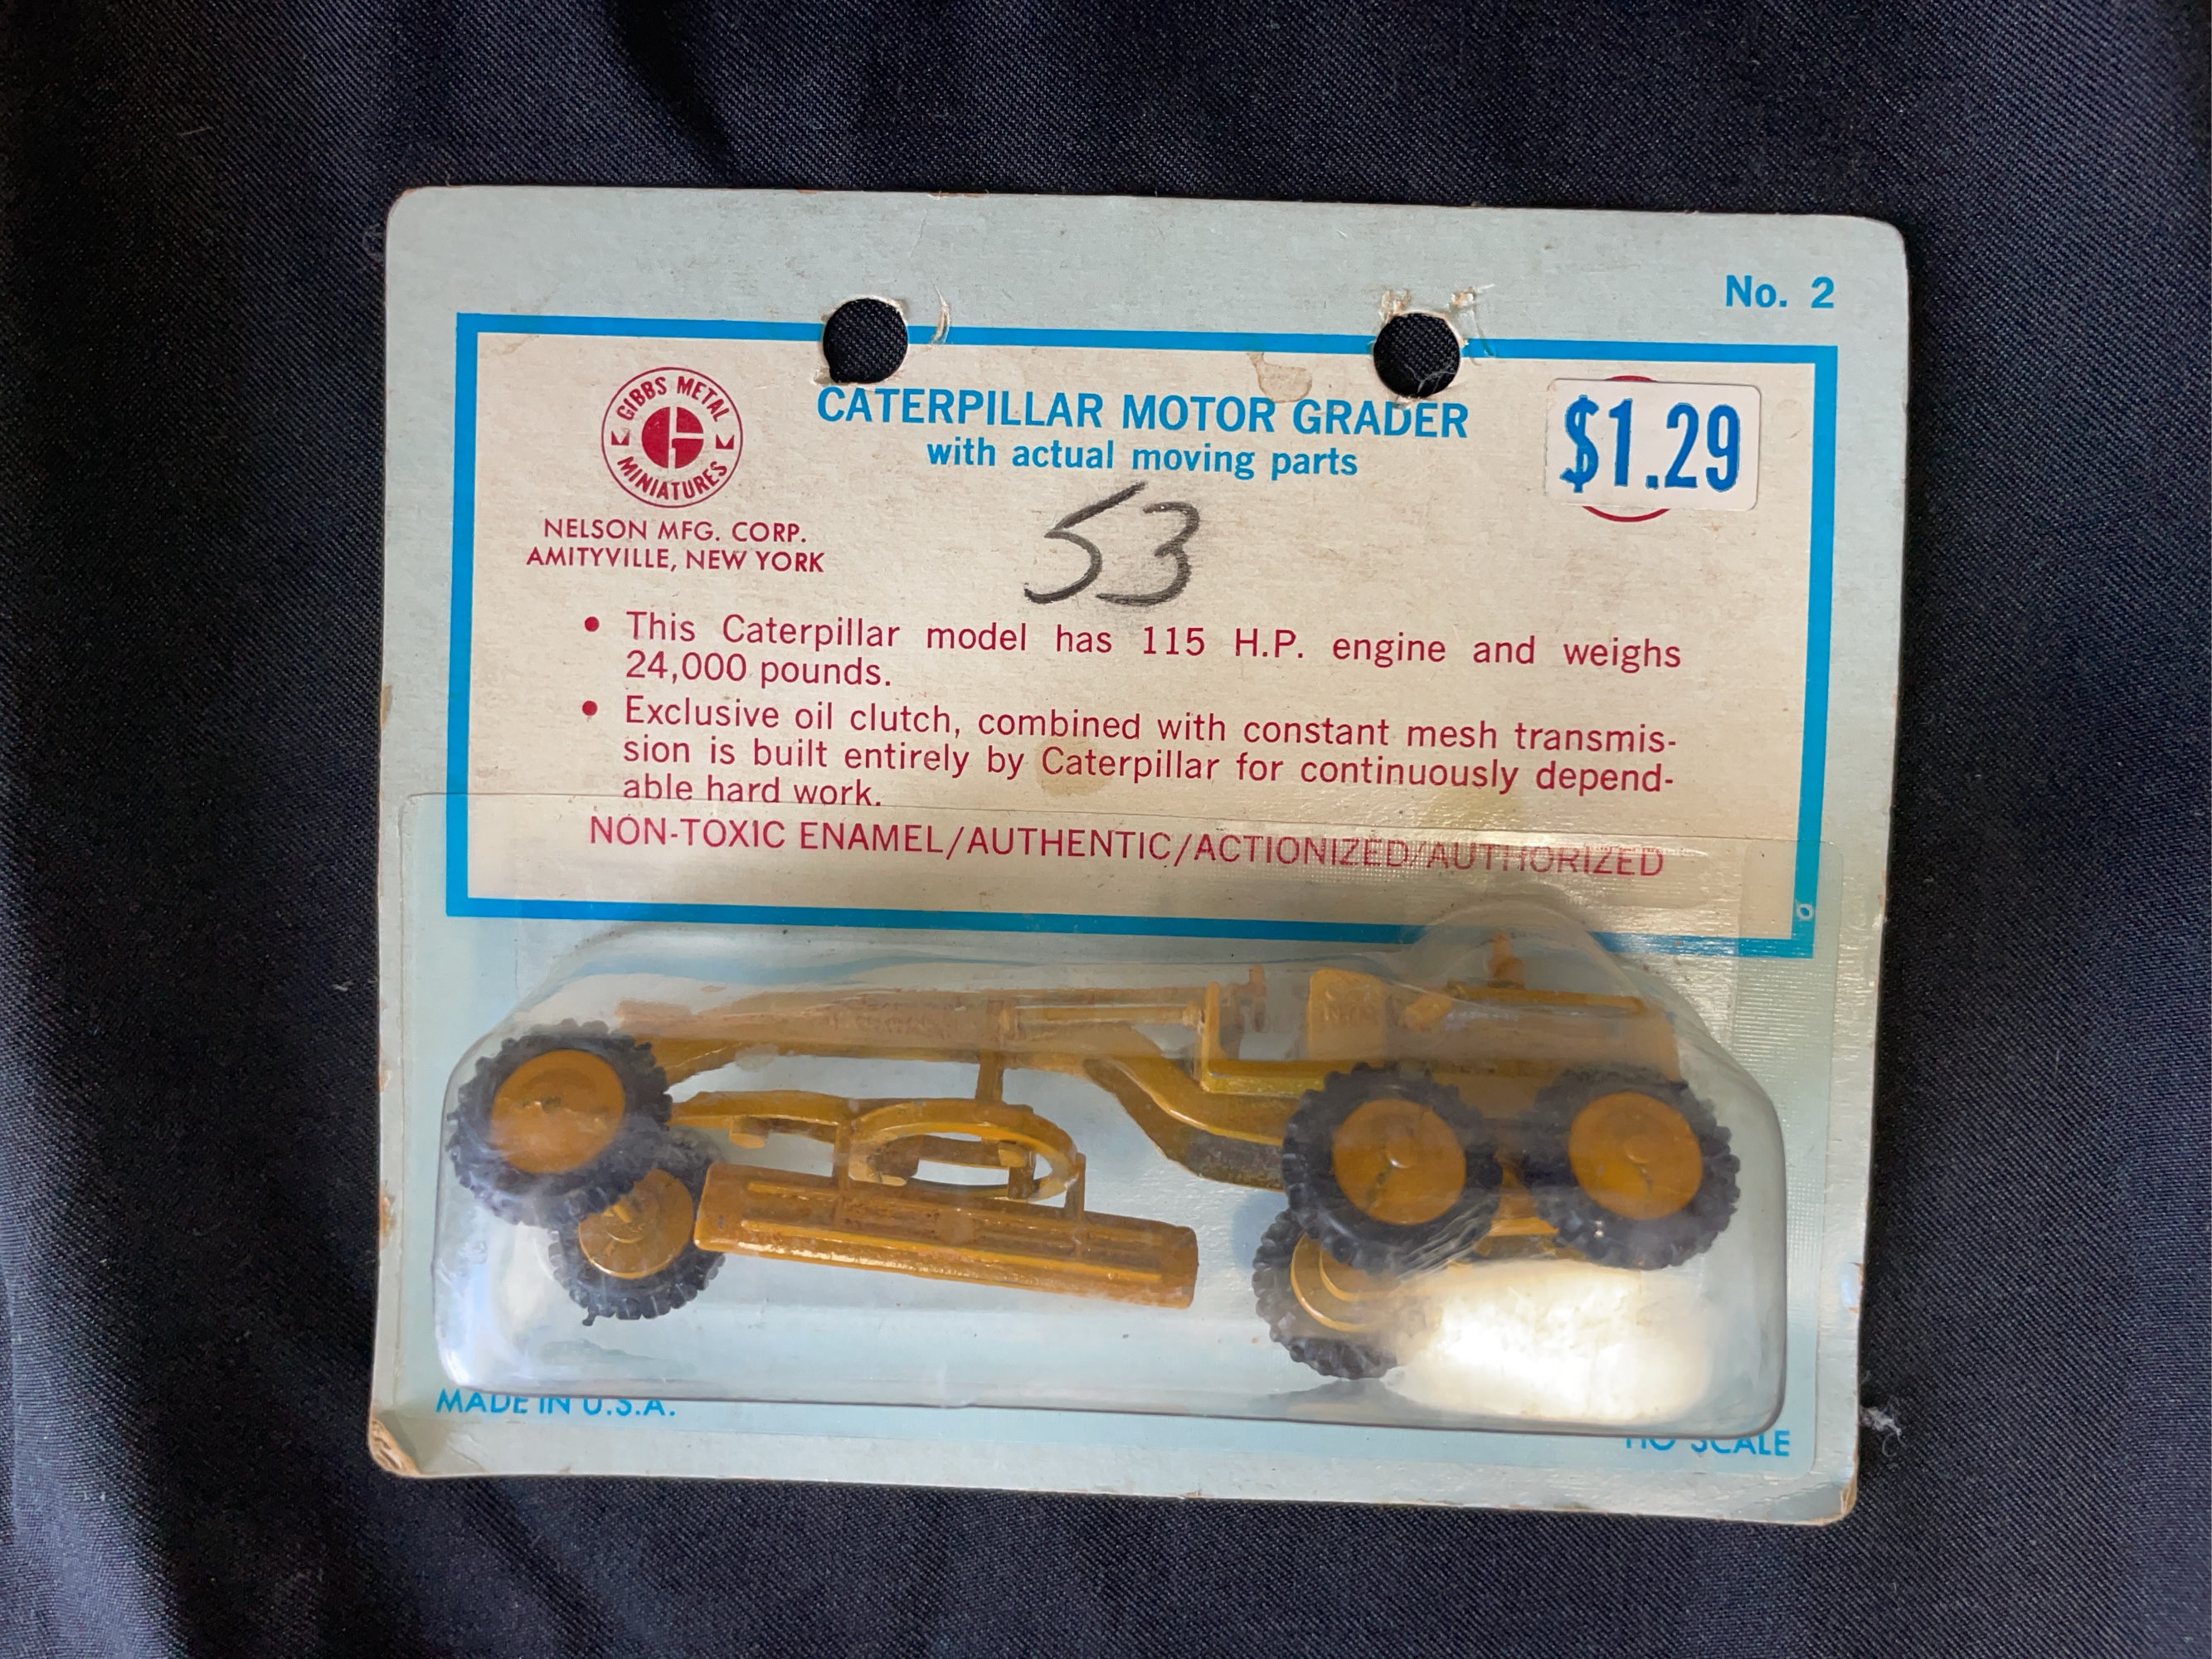 No. 2
GIBBS METAL
MINIATURES
G
NELSON MFG. CORP.
AMITYVILLE, NEW YORK
CATERPILLAR MOTOR GRADER
with actual moving parts
$1.29
53
• This Caterpillar model has 115 H.P. engine and weighs
24,000 pounds.
• Exclusive oil clutch, combined with constant mesh transmis-
sion is built entirely by Caterpillar for continuously depend-
able hard work.
NON-TOXIC ENAMEL/AUTHENTIC/ACTIONIZED/AUTHORIZED
MADE IN U.S.A.
HO SCALE